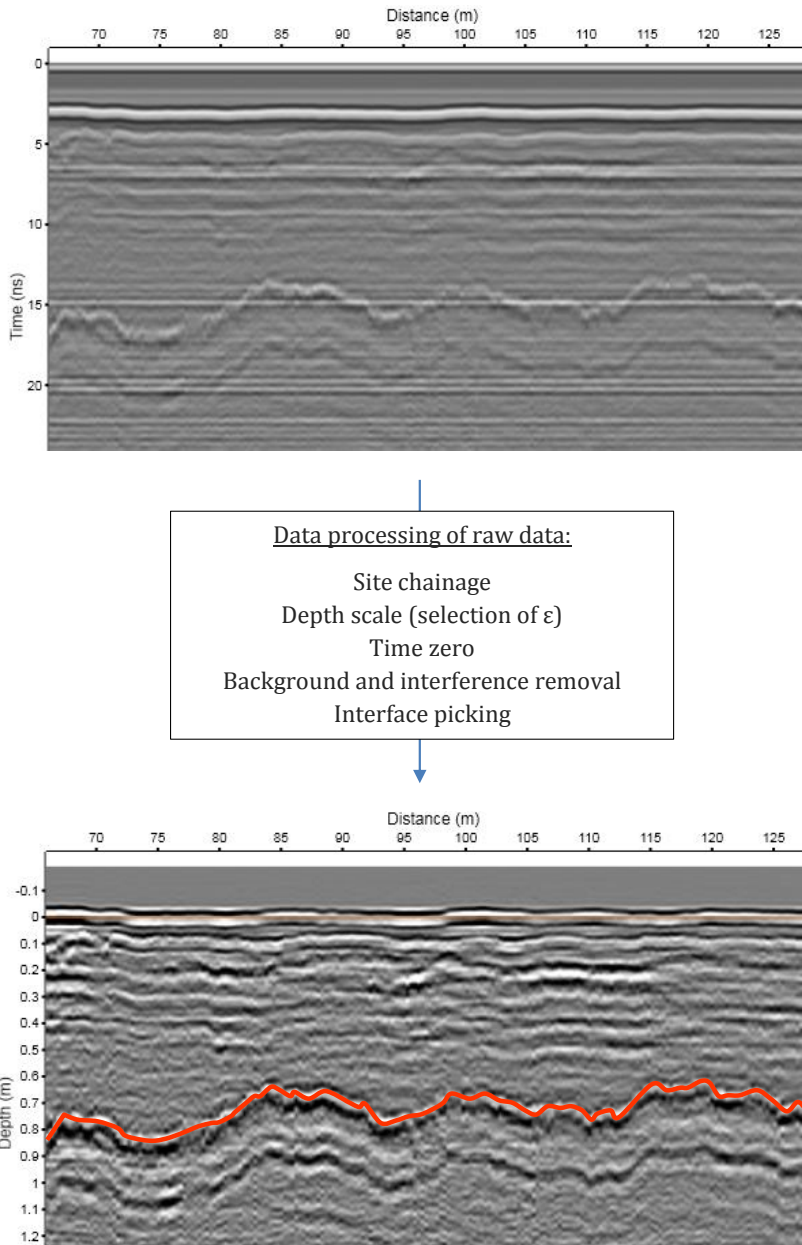 Distance (m)
70 75 80 85 90 95 100 105 110 115 120 125
0
5
10
15
20
Time (ns)
Data processing of raw data:
Site chainage
Depth scale (selection of ε)
Time zero
Background and interference removal
Interface picking
Distance (m)
70 75 80 85 90 95 100 105 110 115 120 125
-0.1
0
0.1
0.2
0.3
0.4
0.5
0.6
0.7
0.8
0.9
1
1.1
1.2
Depth (m)